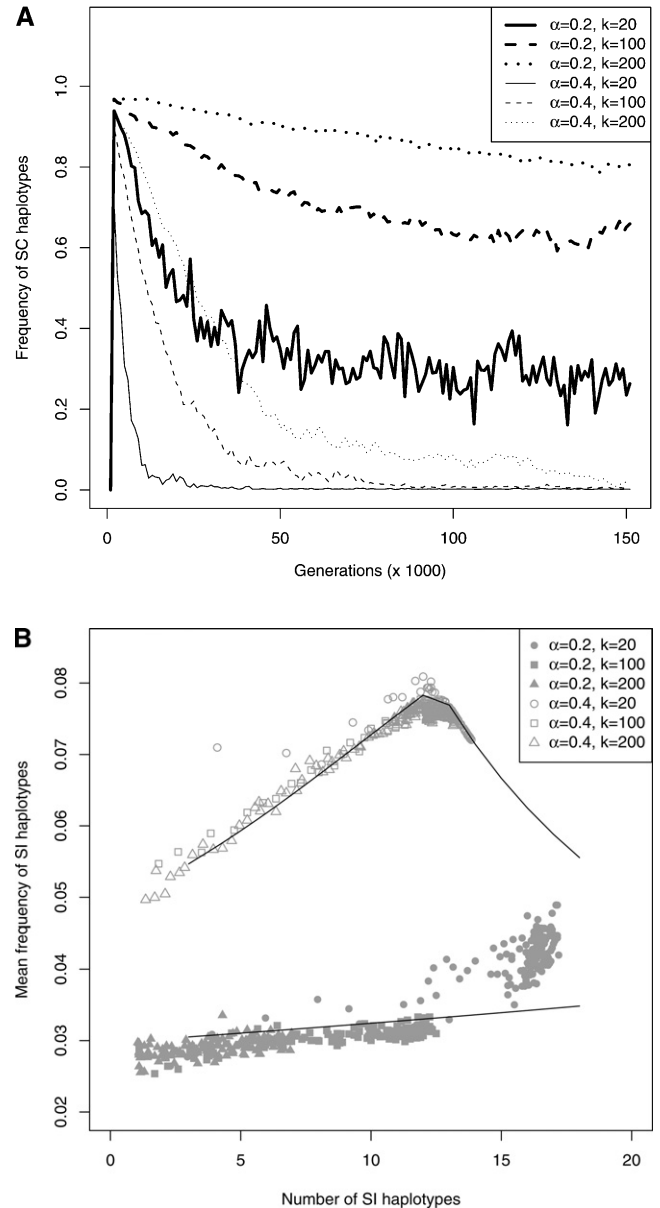 A
α=0.2, k=20
α=0.2, k=100
α=0.2, k=200
α=0.4, k=20
α=0.4, k=100
α=0.4, k=200
Frequency of SC haplotypes
1.0
0.8
0.6
0.4
0.2
0.0
0 50 100 150
Generations (x 1000)
B
α=0.2, k=20
α=0.2, k=100
α=0.2, k=200
α=0.4, k=20
α=0.4, k=100
α=0.4, k=200
Mean frequency of SI haplotypes
0.08
0.07
0.06
0.05
0.04
0.03
0.02
0 5 10 15 20
Number of SI haplotypes